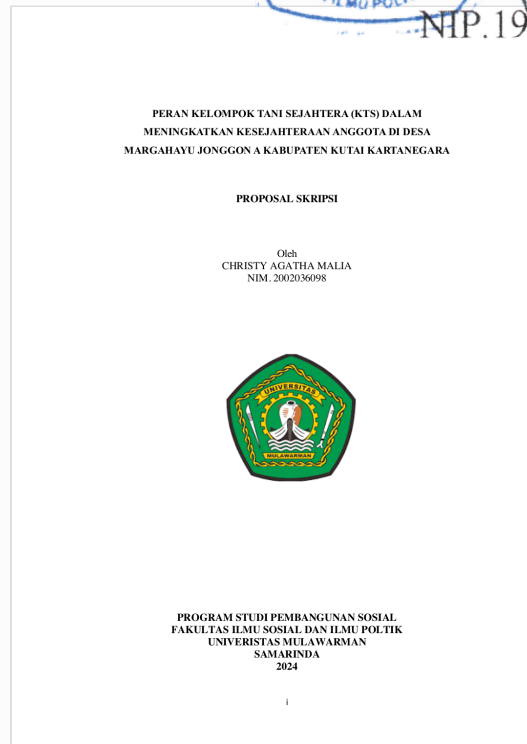 ILMU POLI
NIP. 19
PERAN KELOMPOK TANI SEJAHTERA (KTS) DALAM
MENINGKATKAN KESEJAHTERAAN ANGGOTA DI DESA
MARGAHAYU JONGGON A KABUPATEN KUTAI KARTANEGARA
PROPOSAL SKRIPSI
Oleh
CHRISTY AGATHA MALIA
NIM. 2002036098
UNIVERSITAS
MULAWARMAN
PROGRAM STUDI PEMBANGUNAN SOSIAL
FAKULTAS ILMU SOSIAL DAN ILMU POLTIK
UNIVERISTAS MULAWARMAN
SAMARINDA
2024
i